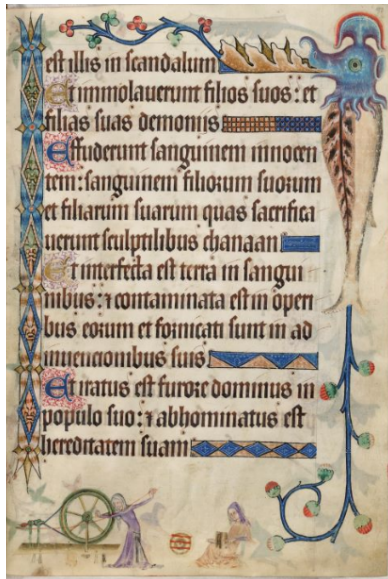 est illis in scandalum
Et immolauerunt filios suos : et
filias suas demoniis
Effuderunt sanguinem innocen
tem : sanguinem filiorum suorum
et filiarum suarum quas sacrifica
uerunt sculptilibus chanaan
Et interfecta est terra in sangui
nibus : ⁊ contaminata est in operi
bus eorum et fornicati sunt in ad
inuencionibus suis
Et iratus est furore dominus in
populo suo : ⁊ abhominatus est
hereditatem suam